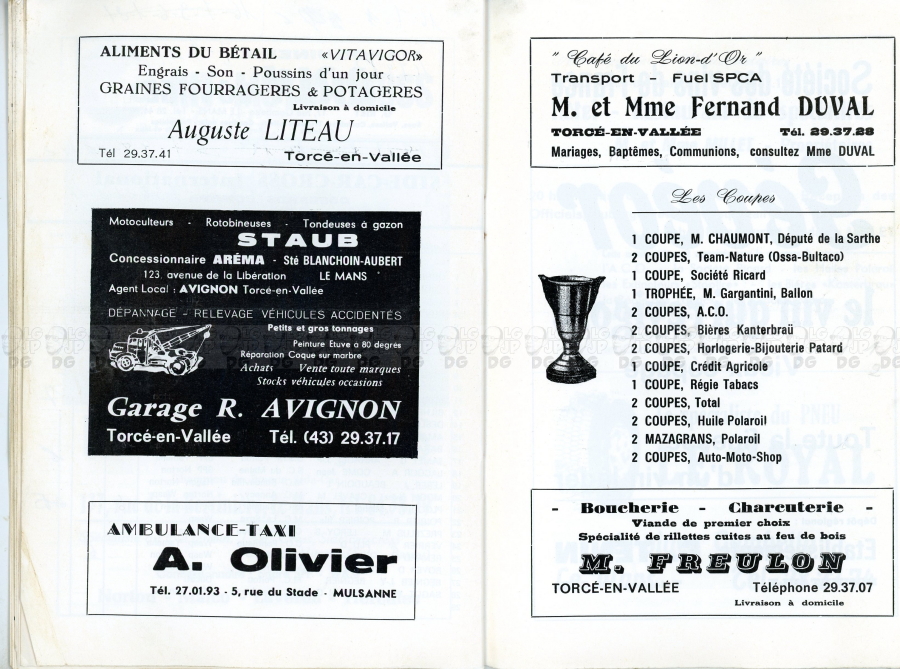 ALIMENTS DU BÉTAIL «VITAVIGOR»
Engrais - Son - Poussins d'un jour
GRAINES FOURRAGERES & POTAGERES
Livraison à domicile
Auguste LITEAU
Tél 29.37.41 Torcé-en-Vallée
Motoculteurs - Rotobineuses - Tondeuses à gazon
STAUB
Concessionnaire ARÉMA - Sté BLANCHOIN-AUBERT
123, avenue de la Libération LE MANS
Agent Local : AVIGNON Torcé-en-Vallée
DÉPANNAGE - RELEVAGE VÉHICULES ACCIDENTÉS
Petits et gros tonnages
Peinture Etuve à 80 degrés
Réparation Coque sur marbre
Achats Vente toute marques
Stocks véhicules occasions
Garage R. AVIGNON
Torcé-en-Vallée Tél. (43) 29.37.17
AMBULANCE-TAXI
A. Olivier
Tél. 27.01.93 - 5, rue du Stade - MULSANNE
" Café du Lion-d'Or "
Transport - Fuel SPCA
M. et Mme Fernand DUVAL
TORCÉ-EN-VALLÉE Tél. 29.37.28
Mariages, Baptêmes, Communions, consultez Mme DUVAL
Les Coupes
1 COUPE, M. CHAUMONT, Député de la Sarthe
2 COUPES, Team-Nature (Ossa-Bultaco)
1 COUPE, Société Ricard
1 TROPHÉE, M. Gargantini, Ballon
2 COUPES, A.C.O.
2 COUPES, Bières Kanterbraü
2 COUPES, Horlogerie-Bijouterie Patard
1 COUPE, Crédit Agricole
1 COUPE, Régie Tabacs
2 COUPES, Total
2 COUPES, Huile Polaroil
2 MAZAGRANS, Polaroil
2 COUPES, Auto-Moto-Shop
- Boucherie - Charcuterie -
Viande de premier choix
Spécialité de rillettes cuites au feu de bois
M. FREULON
TORCÉ-EN-VALLÉE Téléphone 29.37.07
Livraison à domicile